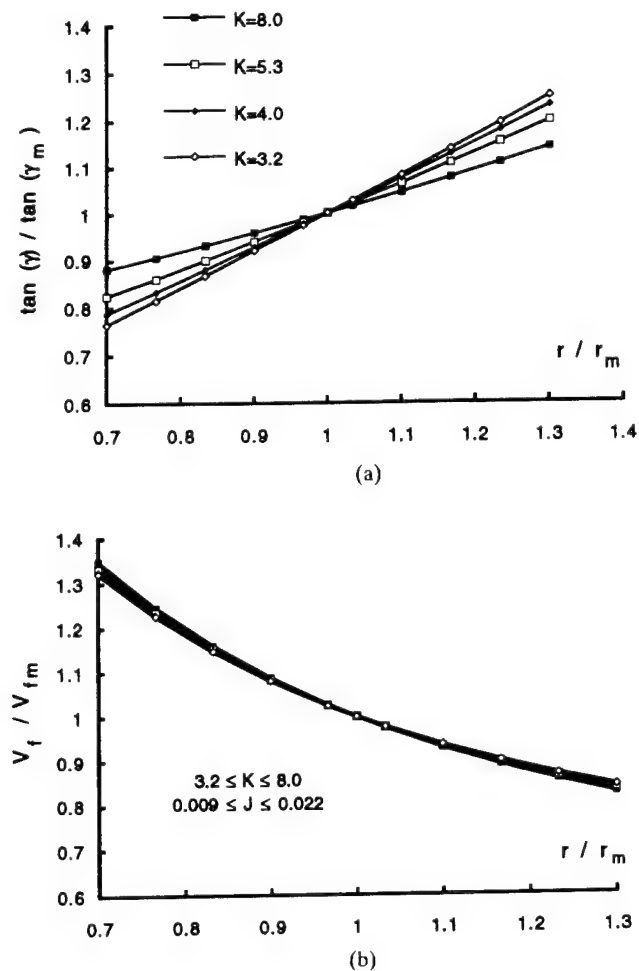 K=8.0
K=5.3
K=4.0
K=3.2
tan (γ) / tan (γm)
1.4
1.3
1.2
1.1
1
0.9
0.8
0.7
0.6
r / rm
0.7 0.8 0.9 1 1.1 1.2 1.3 1.4
(a)
Vf / Vfm
1.4
1.3
1.2
1.1
1
0.9
0.8
0.7
0.6
3.2 ≤ K ≤ 8.0
0.009 ≤ J ≤ 0.022
r / rm
0.7 0.8 0.9 1 1.1 1.2 1.3
(b)